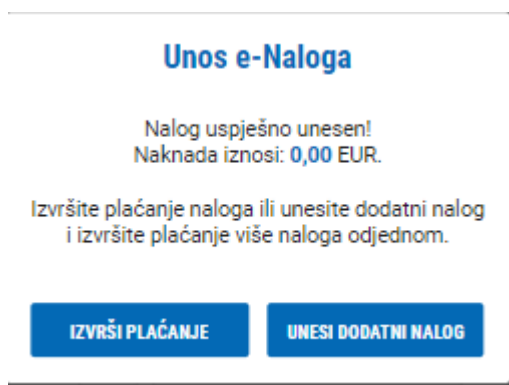 Unos e-Naloga
Nalog uspješno unesen!
Naknada iznosi: 0,00 EUR.
Izvršite plaćanje naloga ili unesite dodatni nalog
i izvršite plaćanje više naloga odjednom.
IZVRŠI PLAĆANJE
UNESI DODATNI NALOG